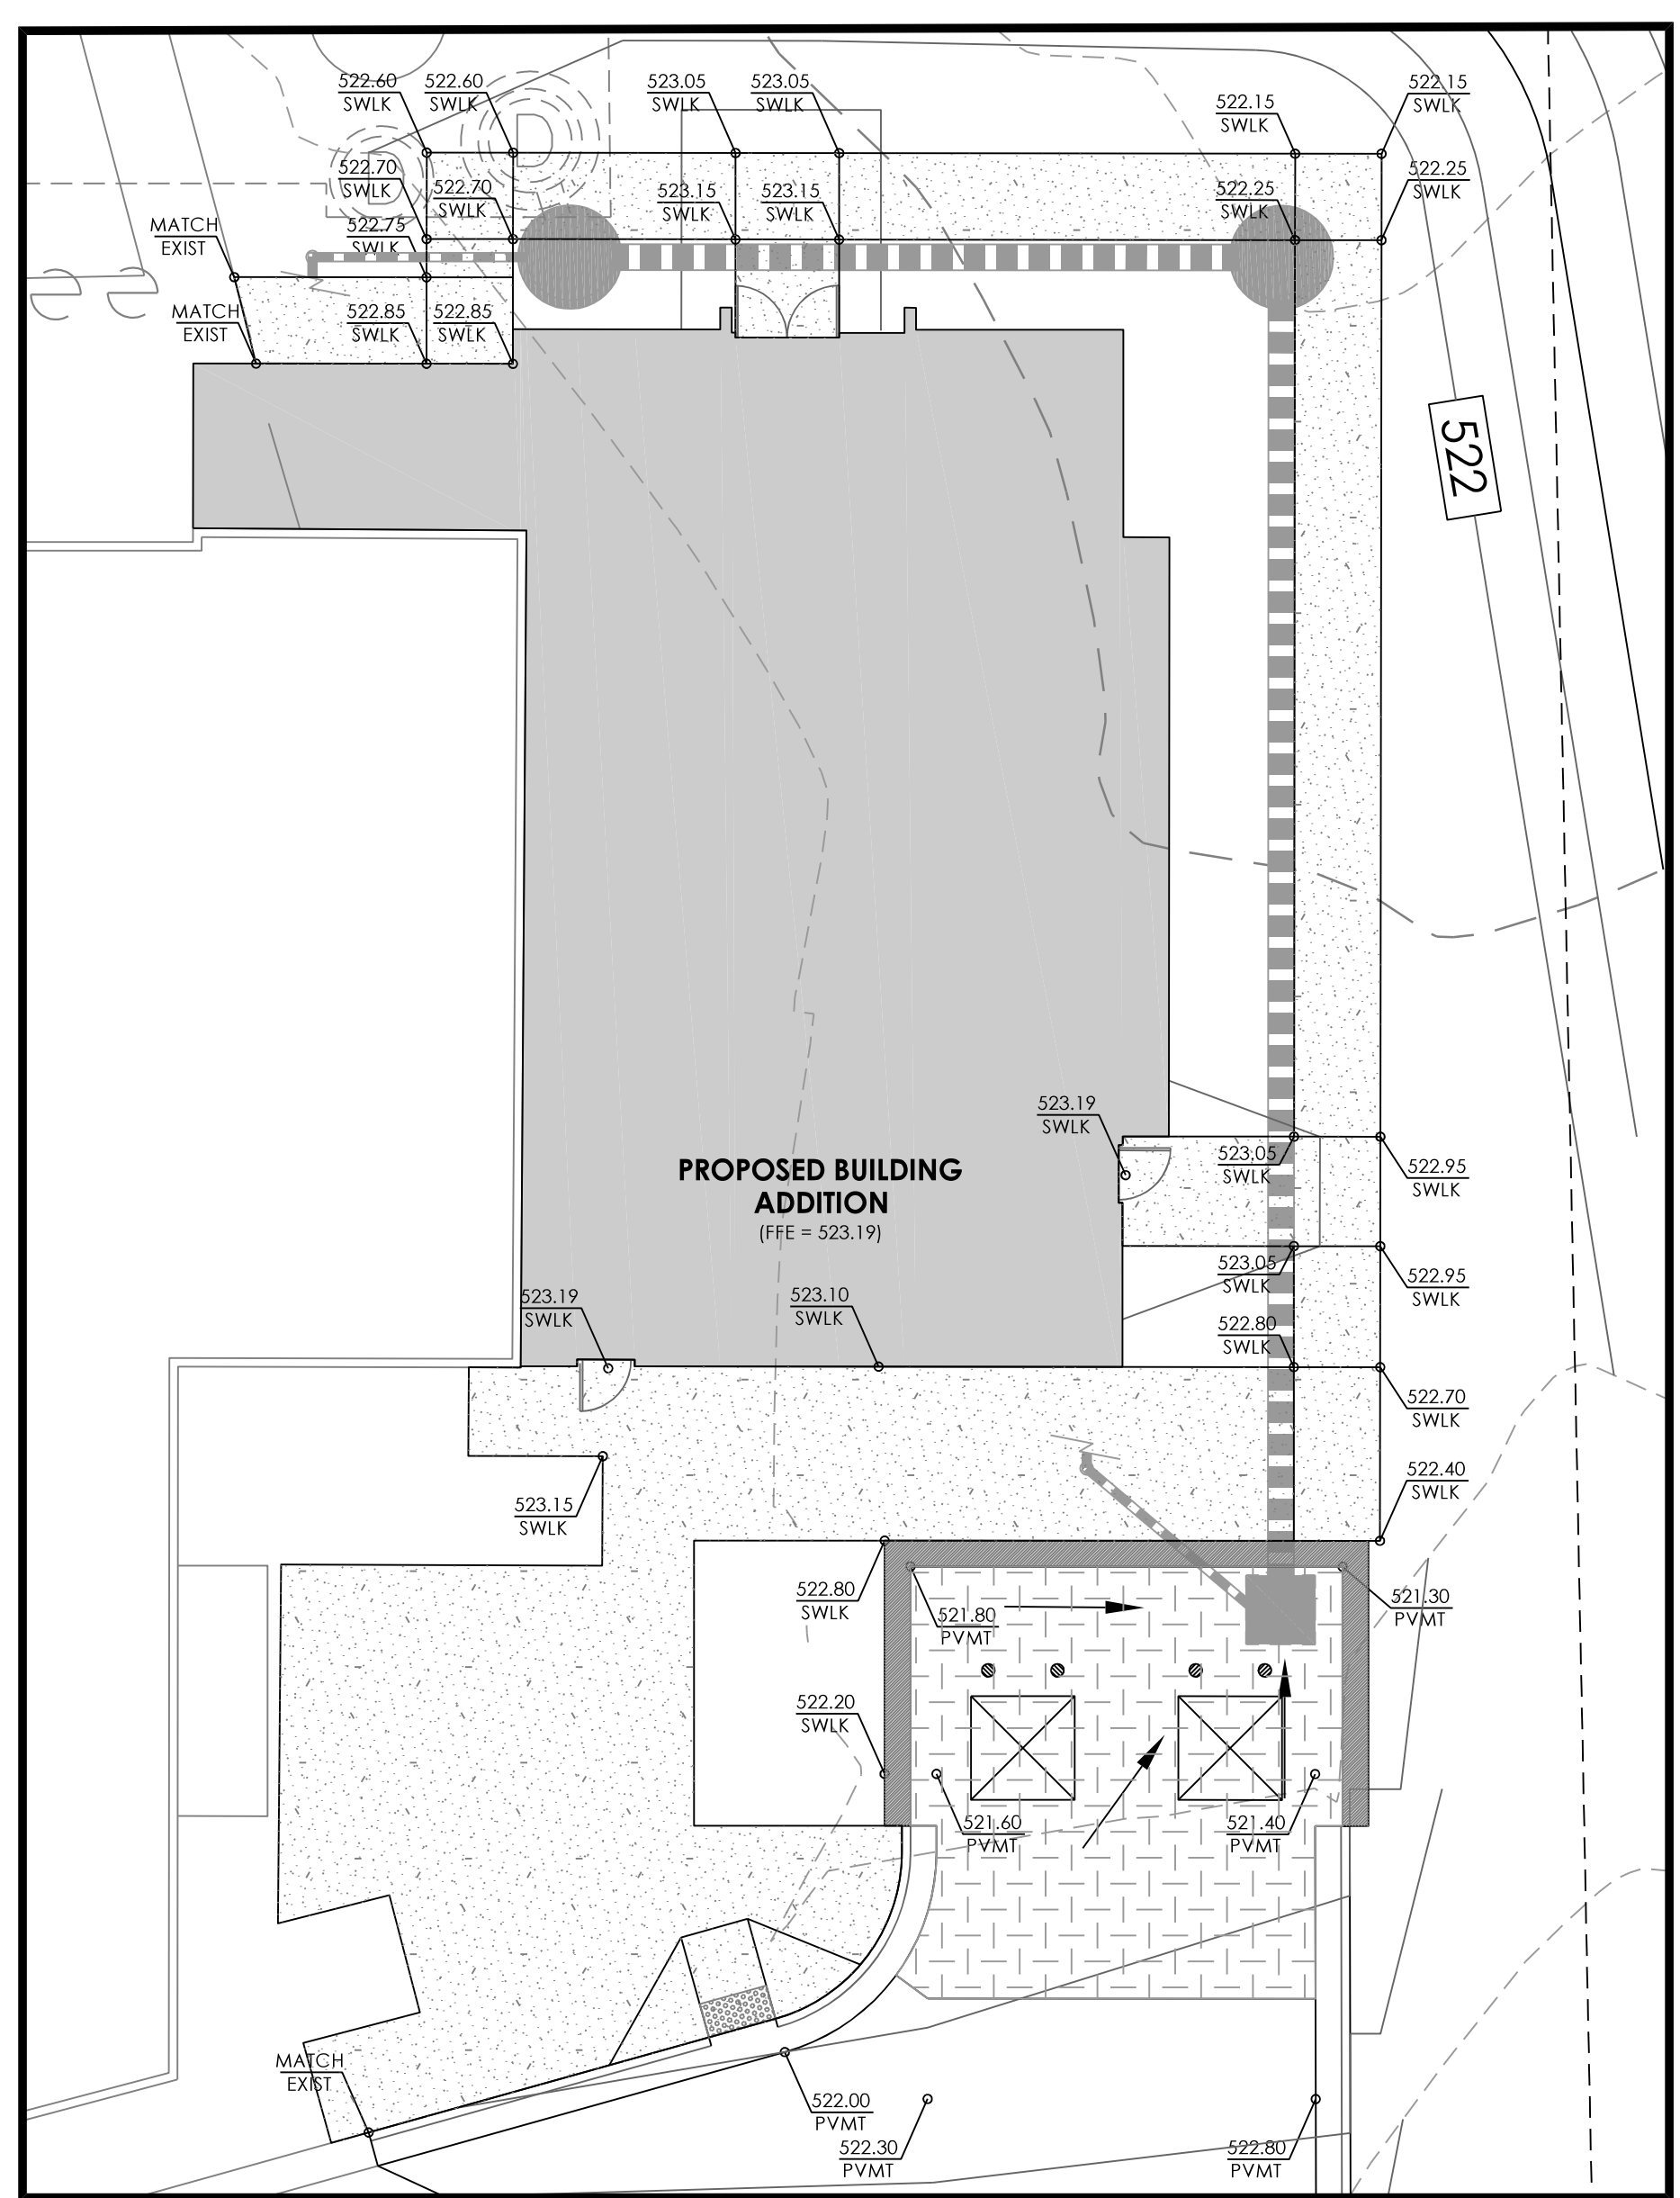 522.60
SWLK
522.60
SWLK
523.05
SWLK
523.05
SWLK
522.15
SWLK
522.15
SWLK
522.70
SWLK
522.70
SWLK
523.15
SWLK
523.15
SWLK
522.25
SWLK
522.25
SWLK
MATCH
EXIST
522.75
SWLK
MATCH
EXIST
522.85
SWLK
522.85
SWLK
D
D
522
523.19
SWLK
523.05
SWLK
522.95
SWLK
PROPOSED BUILDING
ADDITION
(FFE = 523.19)
523.05
SWLK
522.95
SWLK
523.19
SWLK
523.10
SWLK
522.80
SWLK
522.70
SWLK
522.40
SWLK
523.15
SWLK
522.80
SWLK
521.80
PVMT
521.30
PVMT
522.20
SWLK
521.60
PVMT
521.40
PVMT
MATCH
EXIST
522.00
PVMT
522.30
PVMT
522.80
PVMT